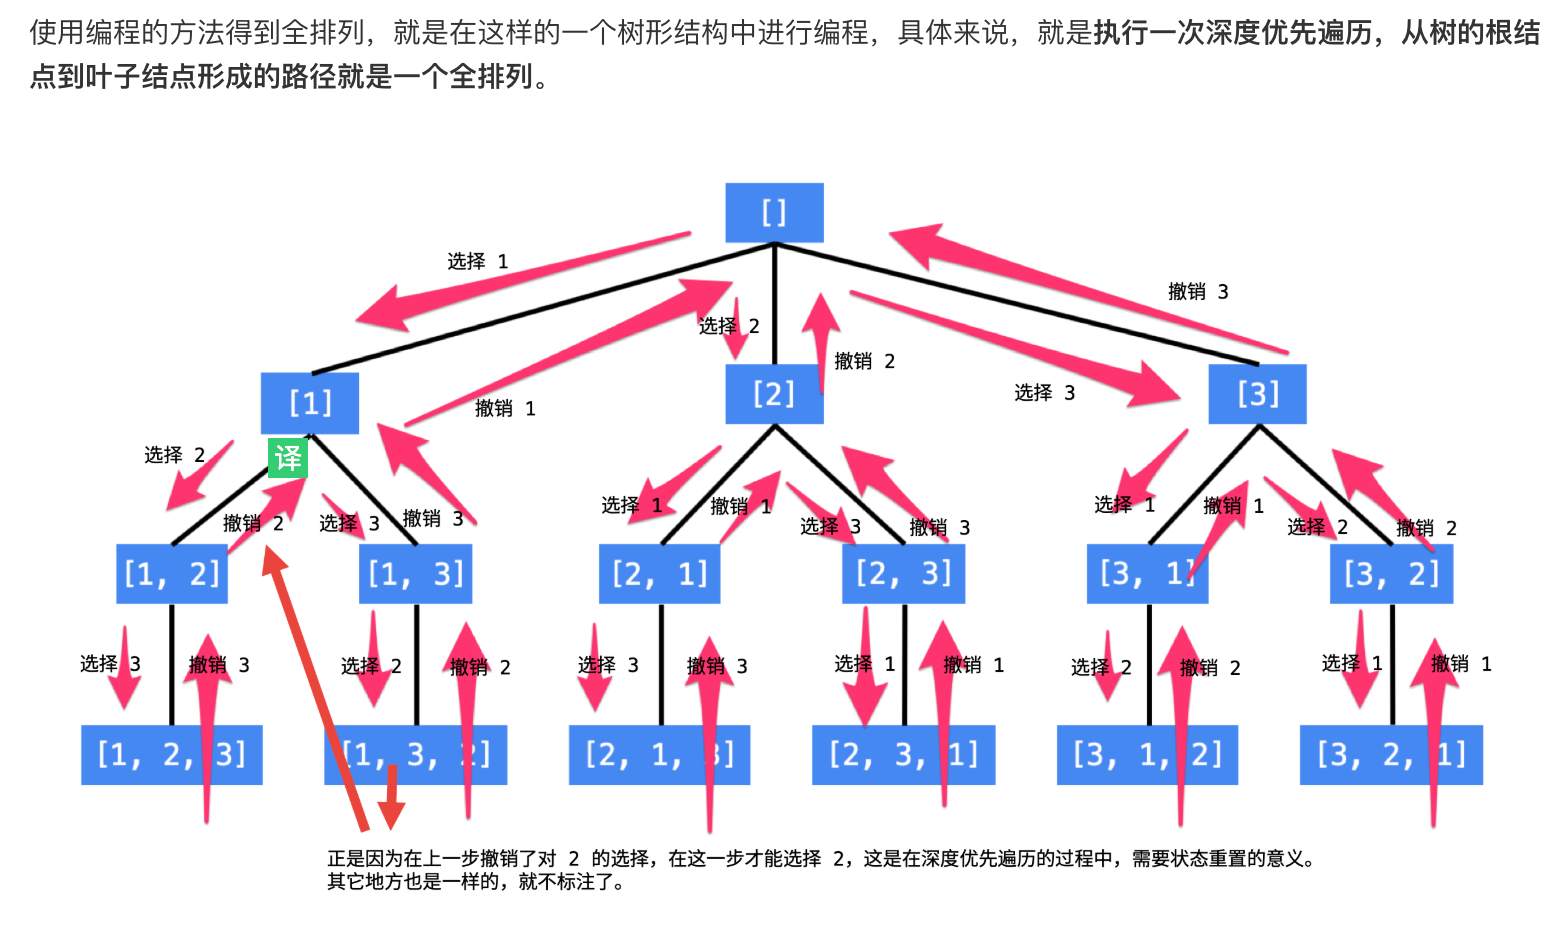 使用编程的方法得到全排列，就是在这样的一个树形结构中进行编程，具体来说，就是执行一次深度优先遍历，从树的根结
点到叶子结点形成的路径就是一个全排列。
[]
选择 1
撤销 3
选择 2
撤销 2
选择 3
撤销 1
[1]
[2]
[3]
译
选择 2
撤销 2
选择 3
撤销 3
选择 1
撤销 1
选择 3
撤销 3
选择 1
撤销 1
选择 2
撤销 2
[1, 2]
[1, 3]
[2, 1]
[2, 3]
[3, 1]
[3, 2]
选择 3
撤销 3
选择 2
撤销 2
选择 3
撤销 3
选择 1
撤销 1
选择 2
撤销 2
选择 1
撤销 1
[1, 2, 3]
[1, 3, 2]
[2, 1, 3]
[2, 3, 1]
[3, 1, 2]
[3, 2, 1]
正是因为在上一步撤销了对 2 的选择，在这一步才能选择 2，这是在深度优先遍历的过程中，需要状态重置的意义。
其它地方也是一样的，就不标注了。